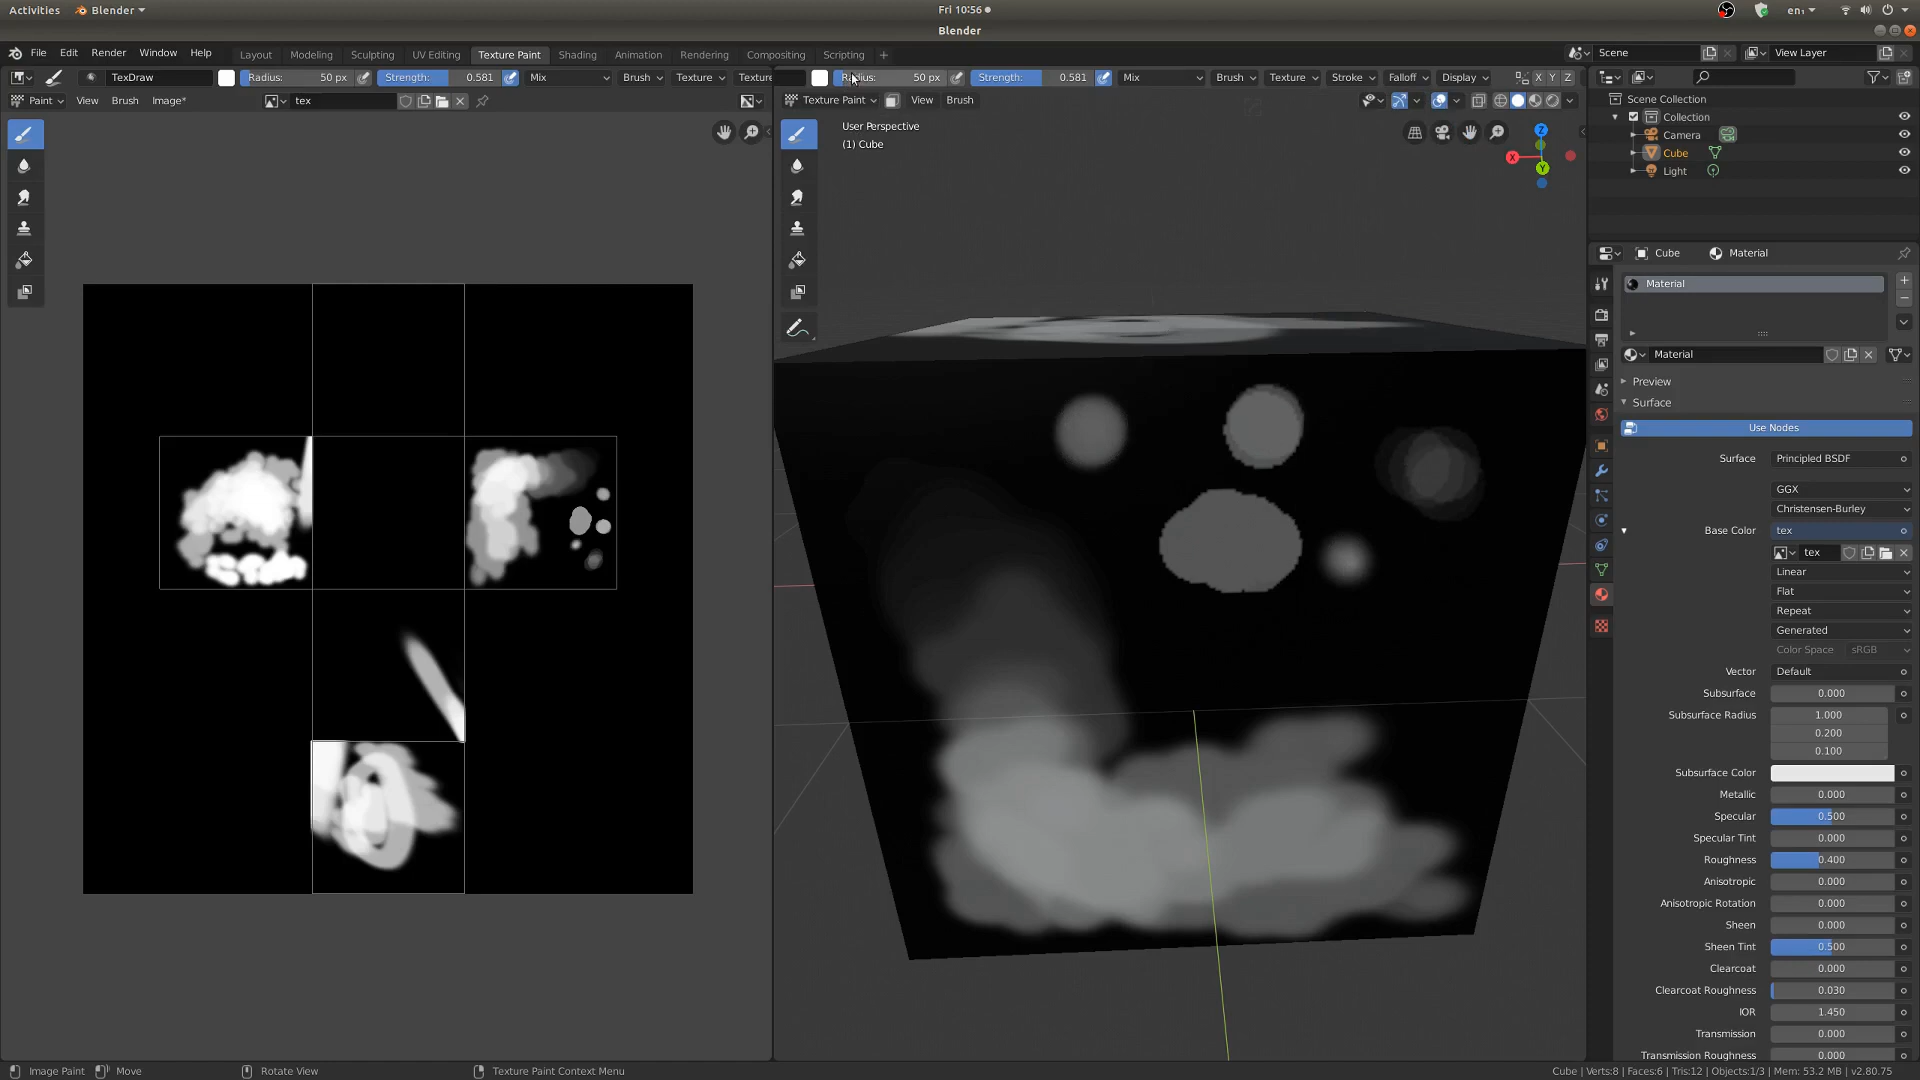 Activities Blender Fri 10:56 en₁
Blender
File Edit Render Window Help Layout Modeling Sculpting UV Editing Texture Paint Shading Animation Rendering Compositing Scripting + Scene View Layer
TexDraw Radius: 50 px Strength: 0.581 Mix Brush Texture Texture Radius: 50 px Strength: 0.581 Mix Brush Texture Stroke Falloff Display X Y Z
Paint View Brush Image* tex Texture Paint View Brush
Scene Collection
Collection
Camera
Cube
Light
User Perspective
(1) Cube
Z
X
Y
Cube Material
Material
Material
Preview
Surface
Use Nodes
Surface Principled BSDF
GGX
Christensen-Burley
Base Color tex
tex
Linear
Flat
Repeat
Generated
Color Space sRGB
Vector Default
Subsurface 0.000
Subsurface Radius 1.000
0.200
0.100
Subsurface Color
Metallic 0.000
Specular 0.500
Specular Tint 0.000
Roughness 0.400
Anisotropic 0.000
Anisotropic Rotation 0.000
Sheen 0.000
Sheen Tint 0.500
Clearcoat 0.000
Clearcoat Roughness 0.030
IOR 1.450
Transmission 0.000
Transmission Roughness 0.000
Image Paint Move Rotate View Texture Paint Context Menu Cube | Verts:8 | Faces:6 | Tris:12 | Objects:1/3 | Mem: 53.2 MB | v2.80.75